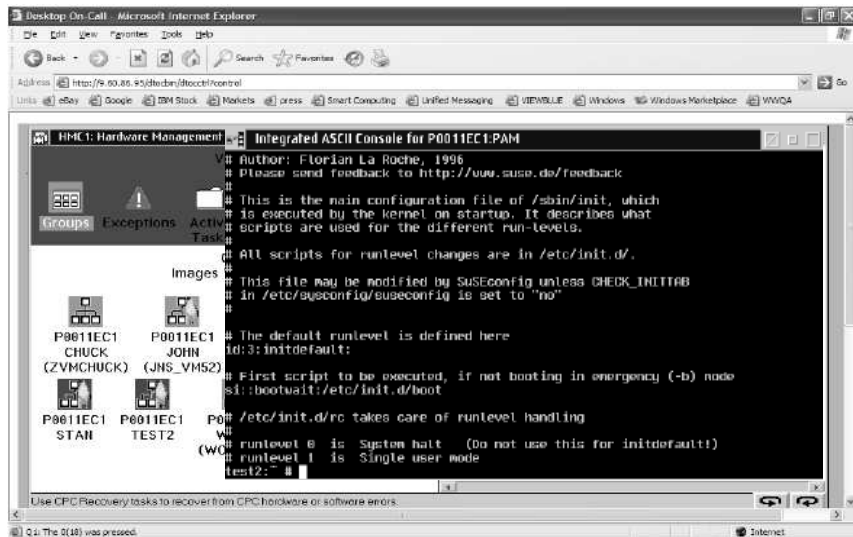 Desktop On-Call - Microsoft Internet Explorer
File Edit View Favorites Tools Help
Back Search Favorites
Address http://9.60.86.95/dtocbin/dtocctrl?control Go
Links eBay Google IBM Stock Markets press Smart Computing Unified Messaging VIEWBLUE Windows Windows Marketplace WWQA
HMC1: Hardware Management
Integrated ASCII Console for P0011EC1:PAM
Groups Exceptions Activ
Task
Images
P0011EC1
CHUCK
(ZVMCHUCK)
P0011EC1
JOHN
(JNS_VM52)
P0011EC1
STAN
P0011EC1
TEST2
P0
(WO
# Author: Florian La Roche, 1996
# Please send feedback to http://www.suse.de/feedback
#
# This is the main configuration file of /sbin/init, which
# is executed by the kernel on startup. It describes what
# scripts are used for the different run-levels.
#
# All scripts for runlevel changes are in /etc/init.d/.
#
# This file may be modified by SuSEconfig unless CHECK_INITTAB
# in /etc/sysconfig/suseconfig is set to "no"
#
# The default runlevel is defined here
id:3:initdefault:
# First script to be executed, if not booting in emergency (-b) mode
si::bootwait:/etc/init.d/boot
# /etc/init.d/rc takes care of runlevel handling
#
# runlevel 0 is System halt (Do not use this for initdefault!)
# runlevel 1 is Single user mode
test2:~ #
Use CPC Recovery tasks to recover from CPC hardware or software errors.
Q 1: The 0(18) was pressed. Internet